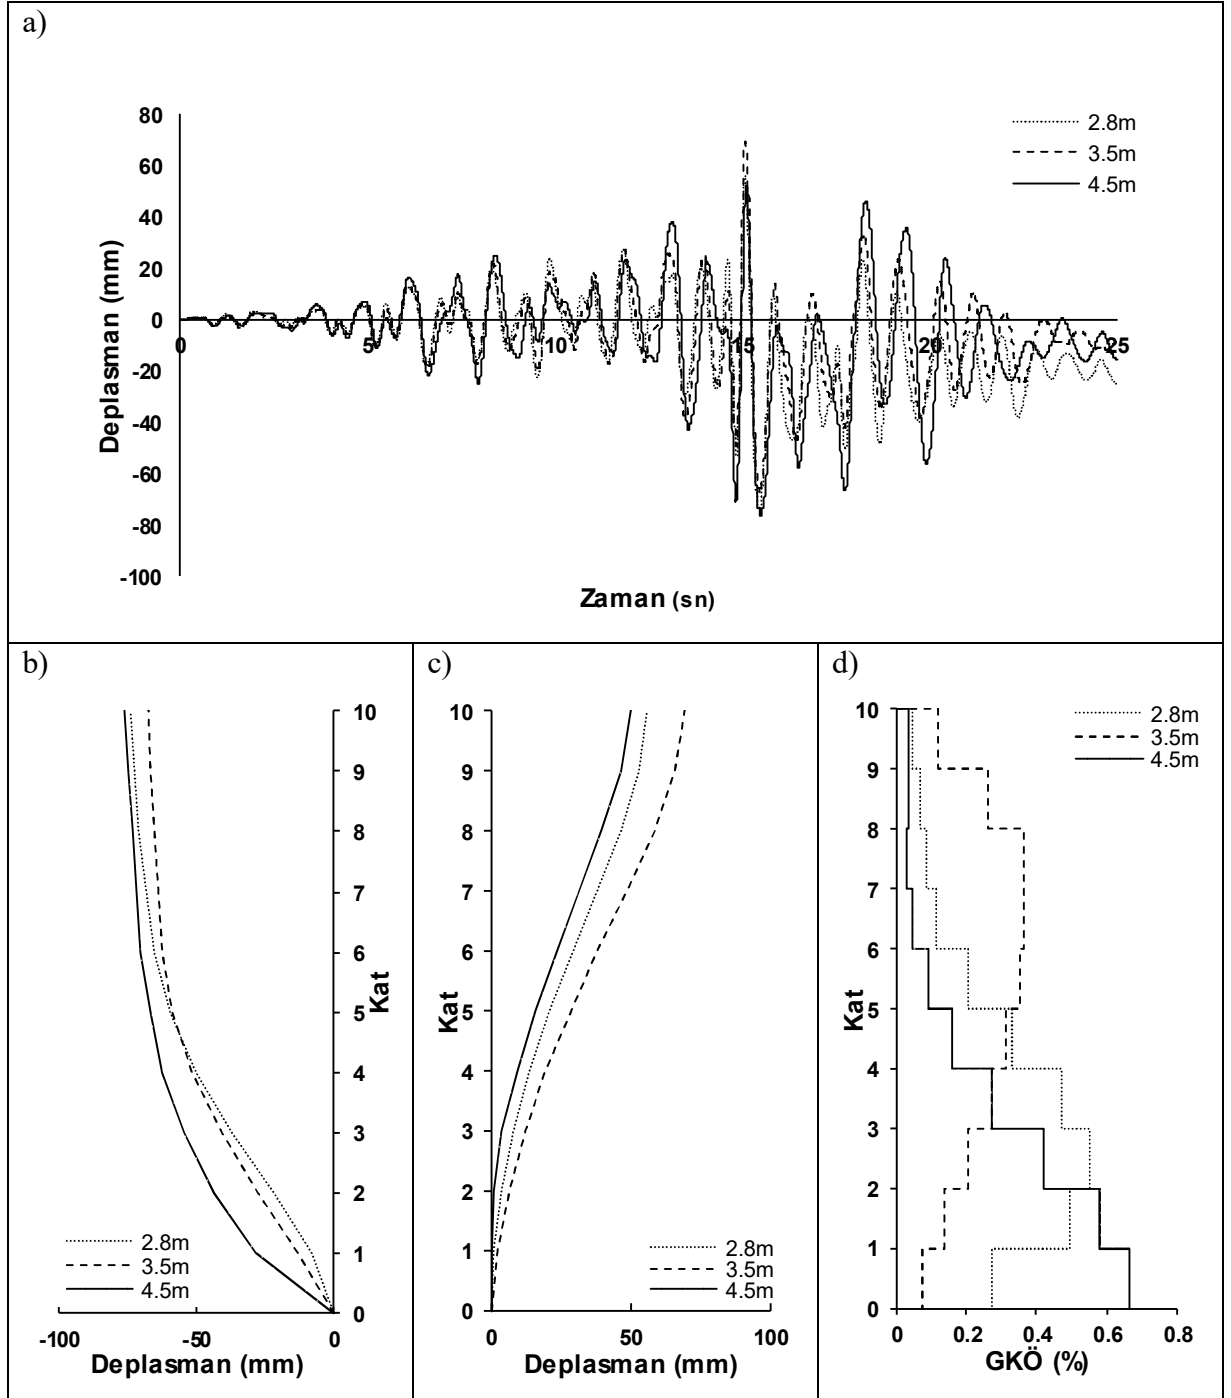 a)
80
60
40
20
0
-20
-40
-60
-80
-100
0
5
10
15
20
25
Deplasman (mm)
Zaman (sn)
2.8m
3.5m
4.5m
b)
10
9
8
7
6
5
4
3
2
1
0
Kat
2.8m
3.5m
4.5m
-100
-50
0
Deplasman (mm)
c)
10
9
8
7
6
5
4
3
2
1
0
Kat
2.8m
3.5m
4.5m
0
50
100
Deplasman (mm)
d)
10
9
8
7
6
5
4
3
2
1
0
Kat
2.8m
3.5m
4.5m
0
0.2
0.4
0.6
0.8
GKÖ (%)